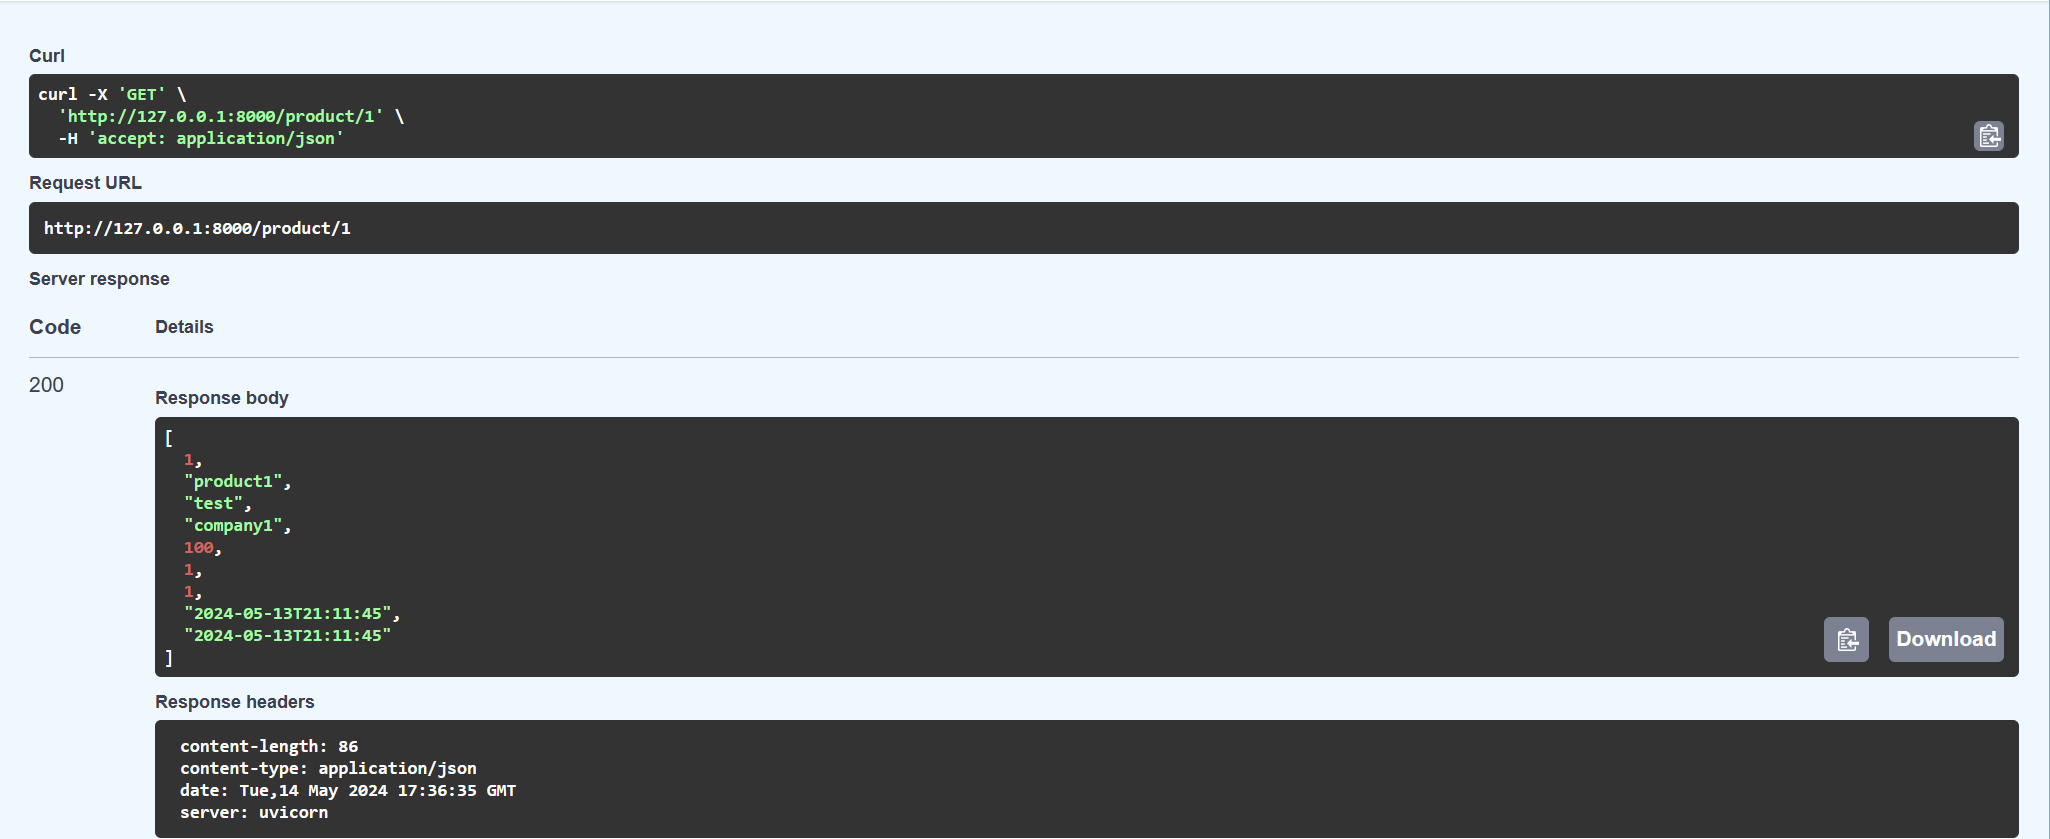 Curl
curl -X 'GET' \
  'http://127.0.0.1:8000/product/1' \
  -H 'accept: application/json'
Request URL
http://127.0.0.1:8000/product/1
Server response
Code Details
200
Response body
[
  1,
  "product1",
  "test",
  "company1",
  100,
  1,
  1,
  "2024-05-13T21:11:45",
  "2024-05-13T21:11:45"
]
Download
Response headers
content-length: 86
content-type: application/json
date: Tue,14 May 2024 17:36:35 GMT
server: uvicorn